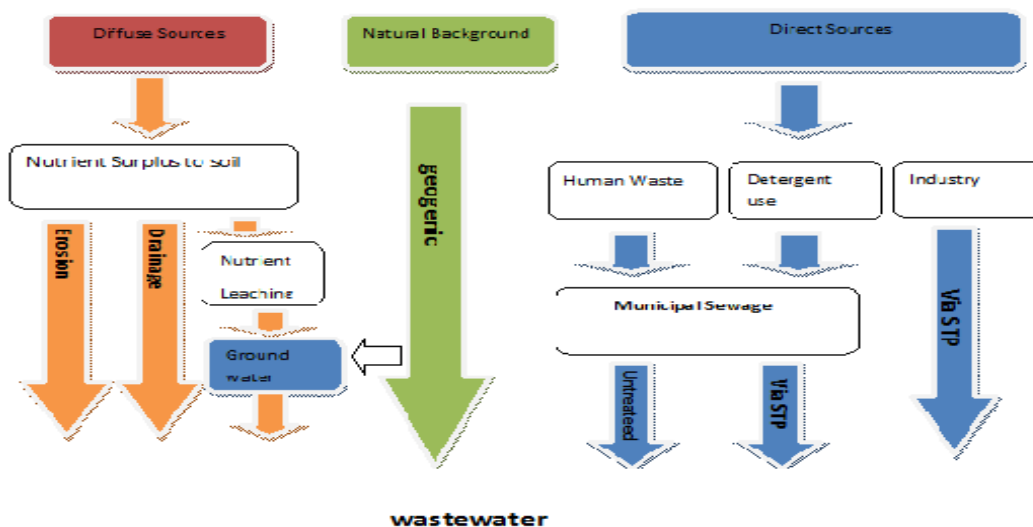 Diffuse Sources
Natural Background
Direct Sources
Nutrient Surplus to soil
Human Waste
Detergent
use
Industry
Erosion
Drainage
geogenic
Nutrient
Leaching
Via STP
Municipal Sewage
Ground
water
Untreateed
Via STP
wastewater